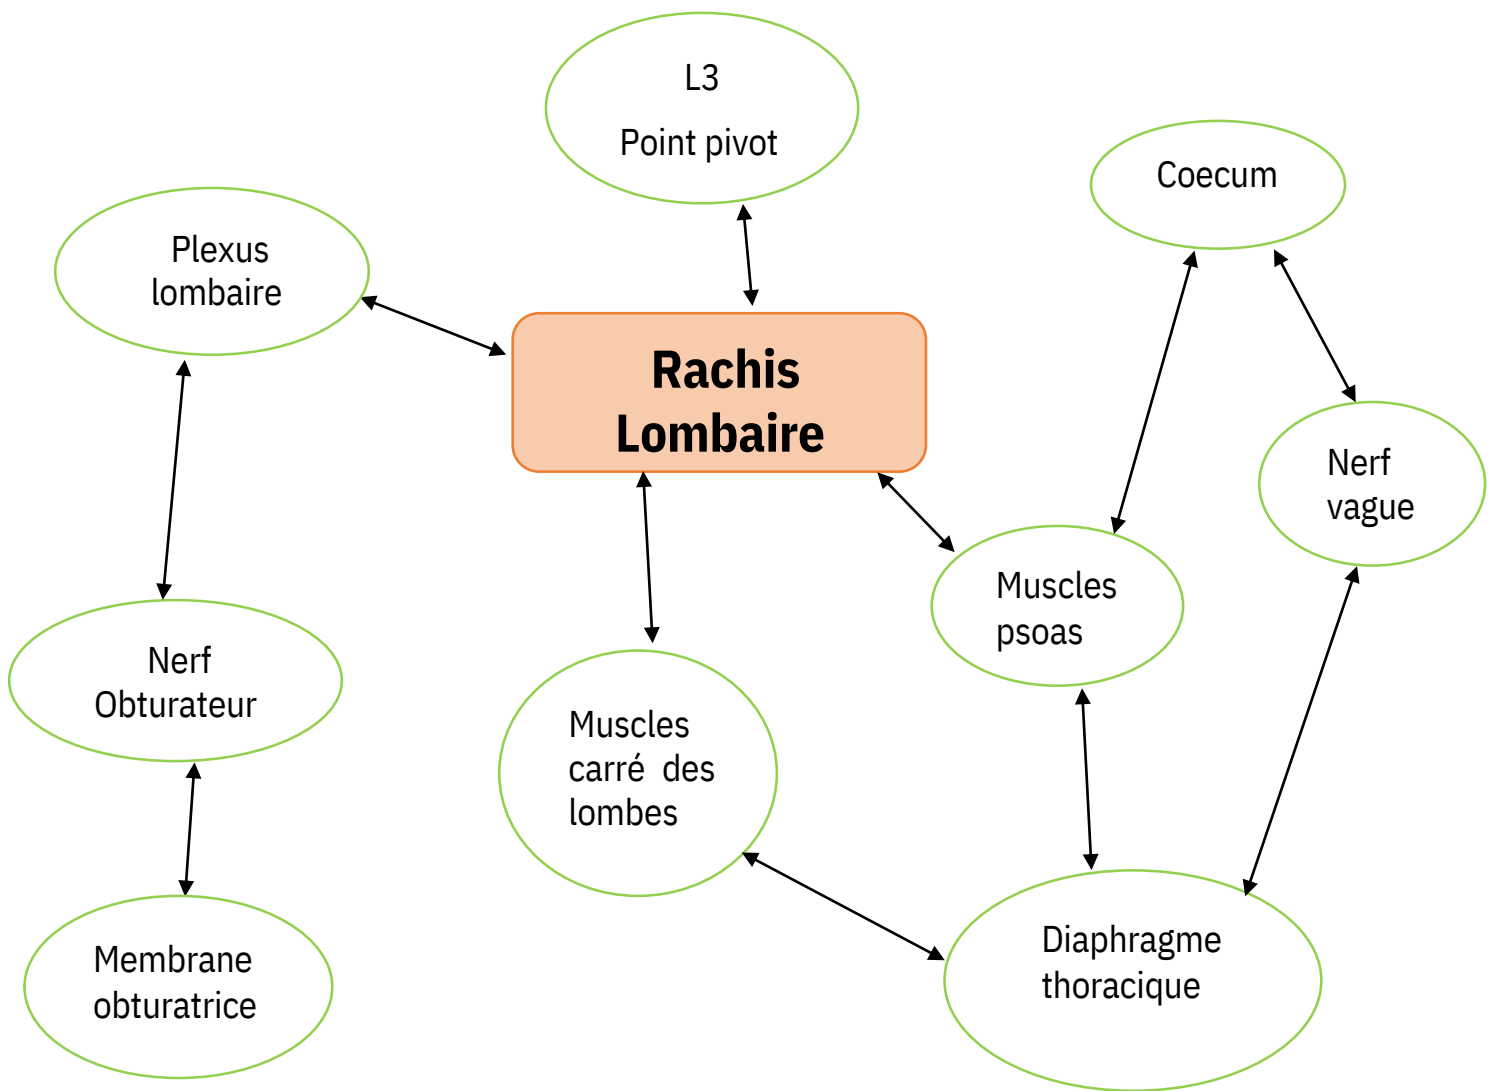 L3
Point pivot
Coecum
Plexus
lombaire
Rachis
Lombaire
Nerf
vague
Muscles
psoas
Nerf
Obturateur
Muscles
carré des
lombes
Membrane
obturatrice
Diaphragme
thoracique